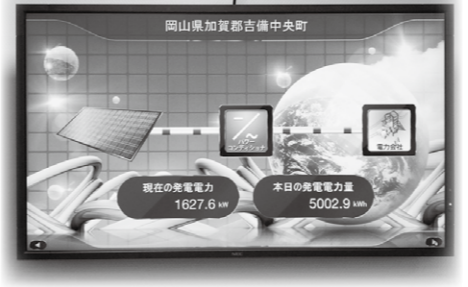 岡山県加賀郡吉備中央町
パワー
コンディショナ
電力会社
現在の発電電力
1627.6 kW
本日の発電電力量
5002.9 kWh